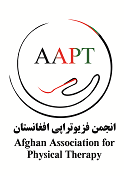 AAPT
انجمن فزیوتراپی افغانستان
Afghan Association for
Physical Therapy